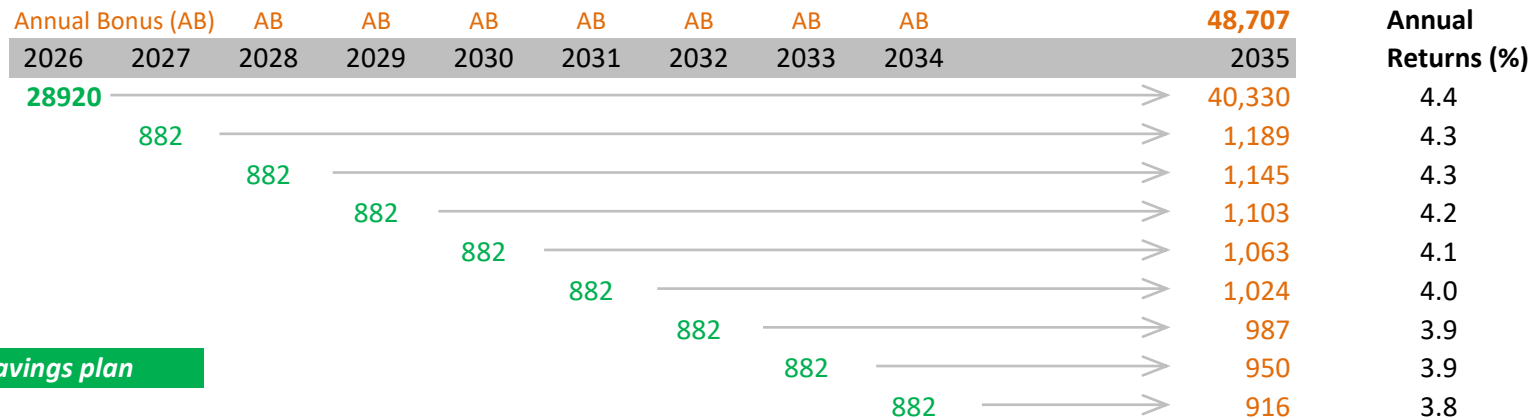 Annual Bonus (AB) AB AB AB AB AB AB AB 48,707 Annual
2026 2027 2028 2029 2030 2031 2032 2033 2034 2035 Returns (%)
28920 40,330 4.4
882 1,189 4.3
882 1,145 4.3
882 1,103 4.2
882 1,063 4.1
882 1,024 4.0
882 987 3.9
avings plan 882 950 3.9
882 916 3.8